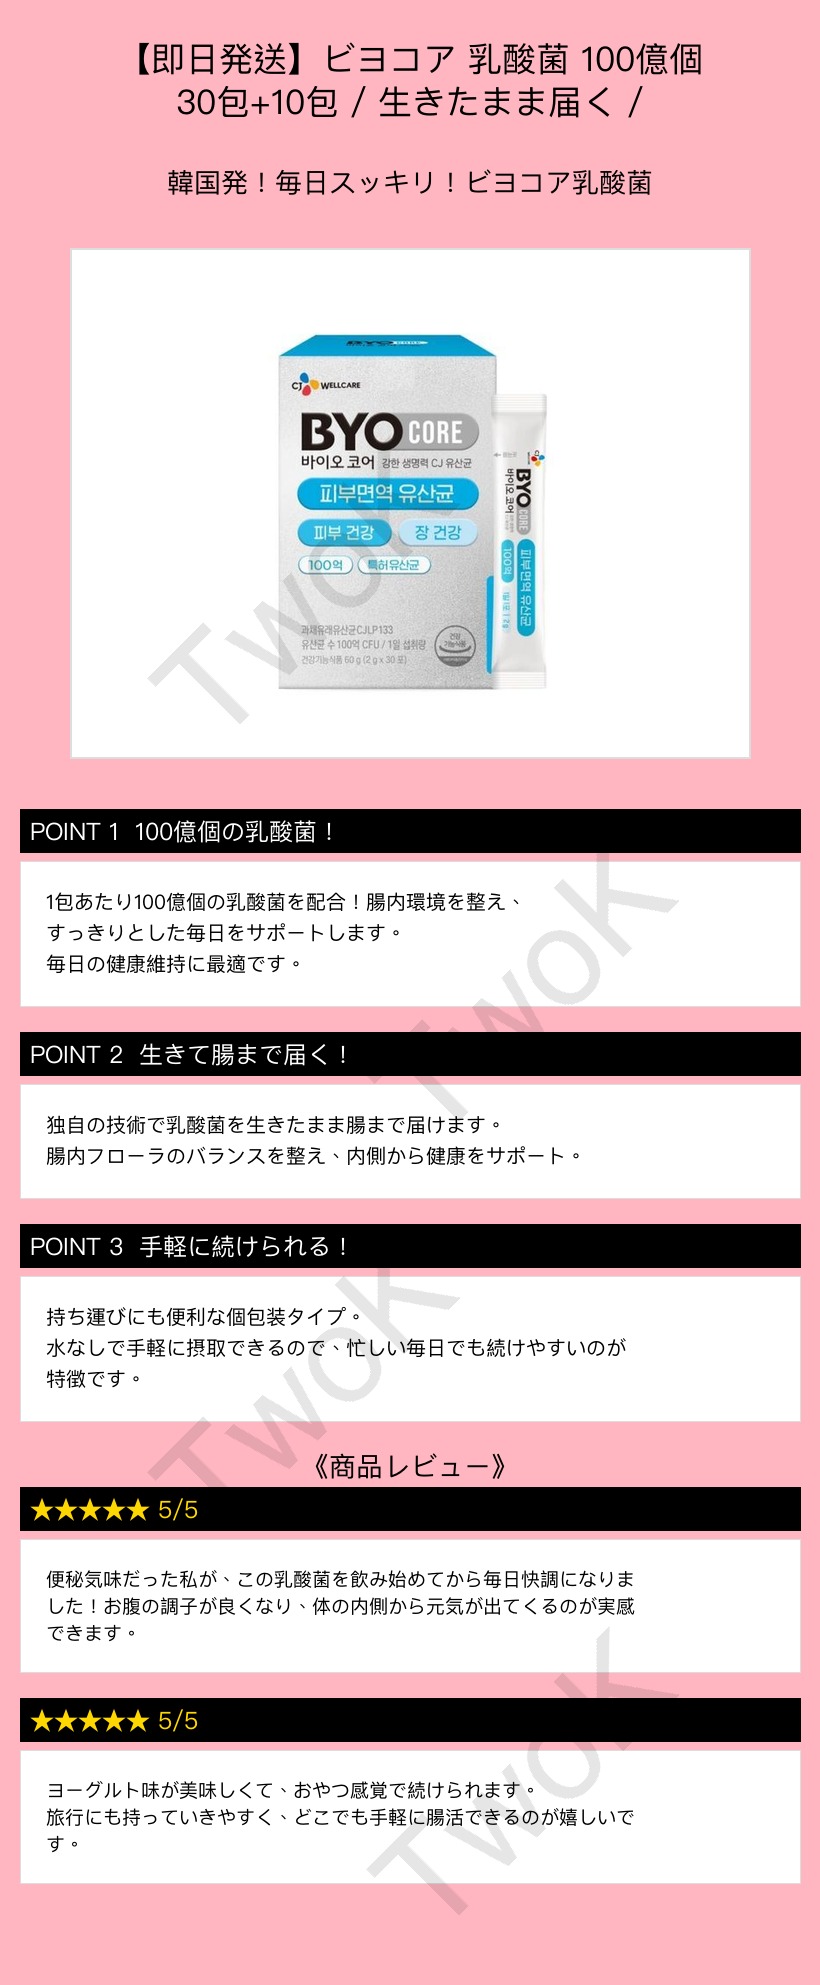 【即日発送】ビヨコア 乳酸菌 100億個
30包+10包 / 生きたまま届く /
韓国発！毎日スッキリ！ビヨコア乳酸菌
BYO CORE
CJ WELLCARE
BYO CORE
바이오 코어 강한 생명력 CJ 유산균
피부면역 유산균
피부 건강 장 건강
100억 특허유산균
과채유래유산균 CJLP133
유산균 수 100억 CFU / 1일 섭취량
건강기능식품 60 g (2 g x 30 포)
건강
기능식품
BYO CORE
바이오 코어
피부면역 유산균
100억
TwoK
POINT 1 100億個の乳酸菌！
1包あたり100億個の乳酸菌を配合！腸内環境を整え、
すっきりとした毎日をサポートします。
毎日の健康維持に最適です。
TwoK
POINT 2 生きて腸まで届く！
独自の技術で乳酸菌を生きたまま腸まで届けます。
腸内フローラのバランスを整え、内側から健康をサポート。
POINT 3 手軽に続けられる！
持ち運びにも便利な個包装タイプ。
水なしで手軽に摂取できるので、忙しい毎日でも続けやすいのが
特徴です。
TwoK
《商品レビュー》
★★★★★ 5/5
便秘気味だった私が、この乳酸菌を飲み始めてから毎日快調になりま
した！お腹の調子が良くなり、体の内側から元気が出てくるのが実感
できます。
★★★★★ 5/5
ヨーグルト味が美味しくて、おやつ感覚で続けられます。
旅行にも持っていきやすく、どこでも手軽に腸活できるのが嬉しいで
す。
TwoK